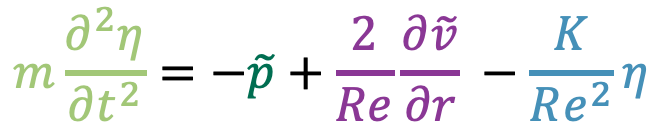 m ∂²η/∂t² = −p̃ + 2/Re ∂ṽ/∂r − K/Re² η